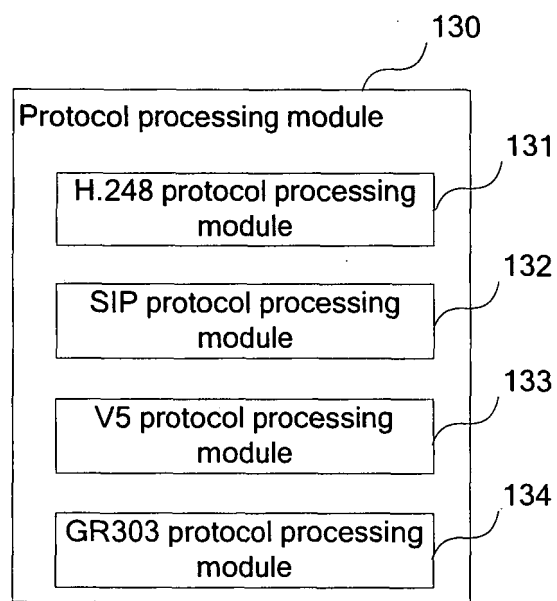 130
Protocol processing module
131
H.248 protocol processing
module
132
SIP protocol processing
module
133
V5 protocol processing
module
134
GR303 protocol processing
module